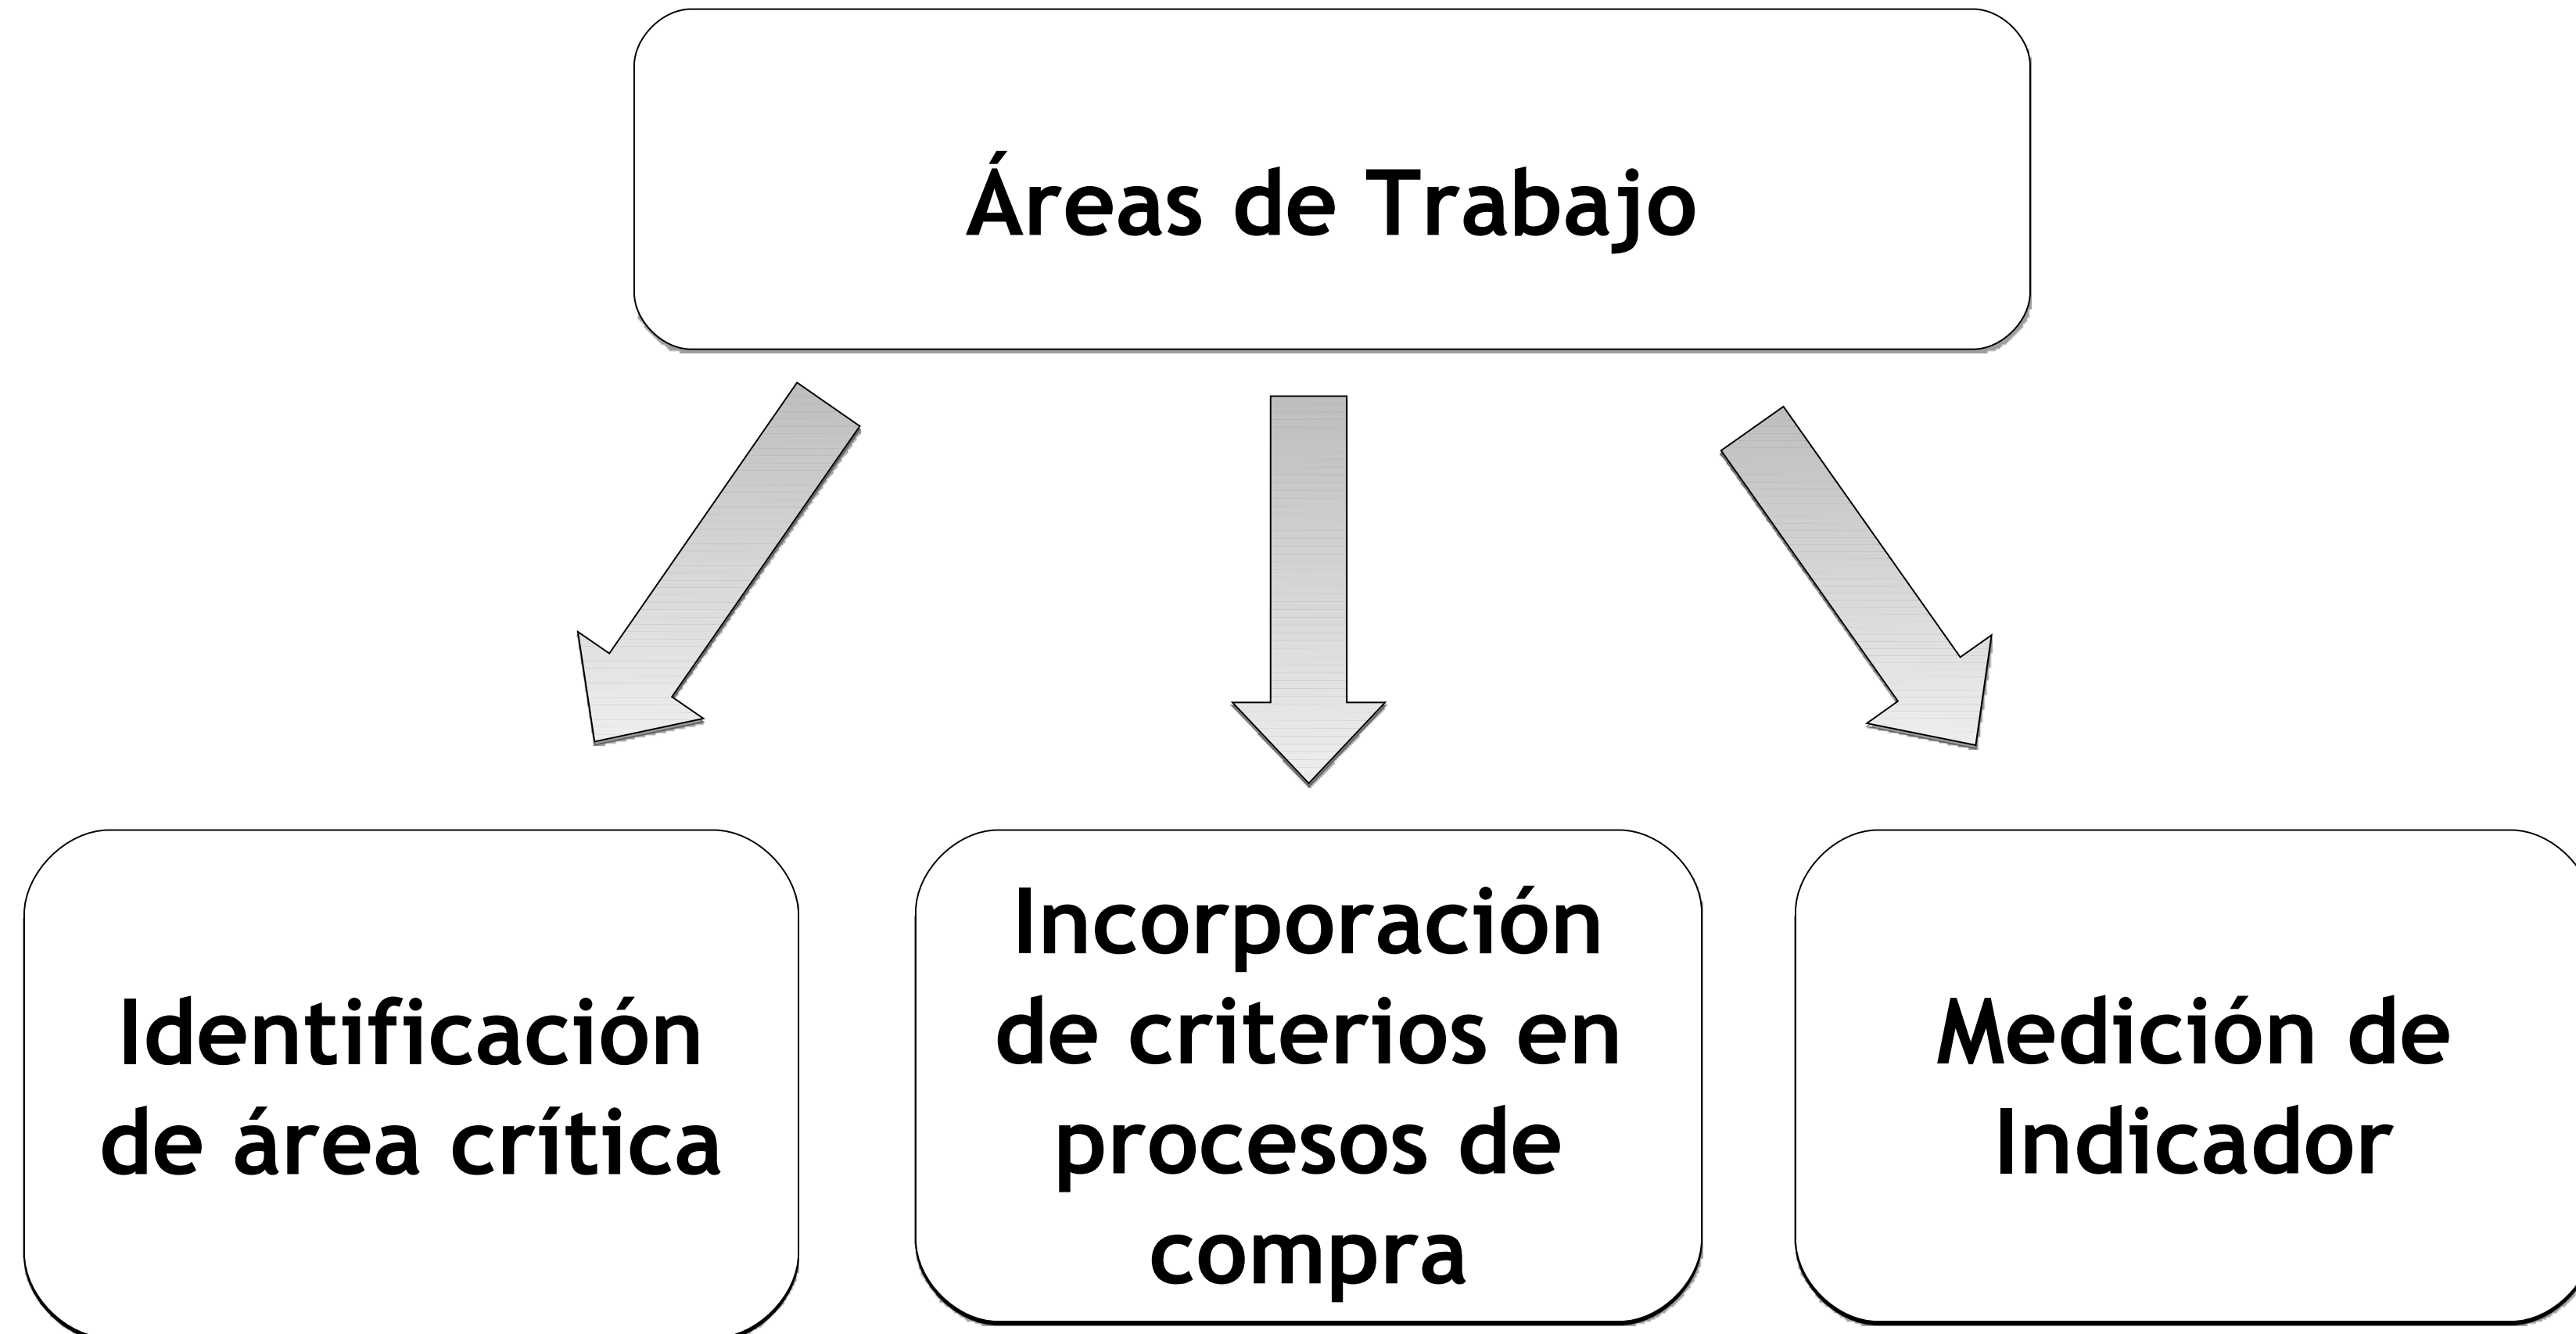 Áreas de Trabajo
Identificación
de área crítica
Incorporación
de criterios en
procesos de
compra
Medición de
Indicador